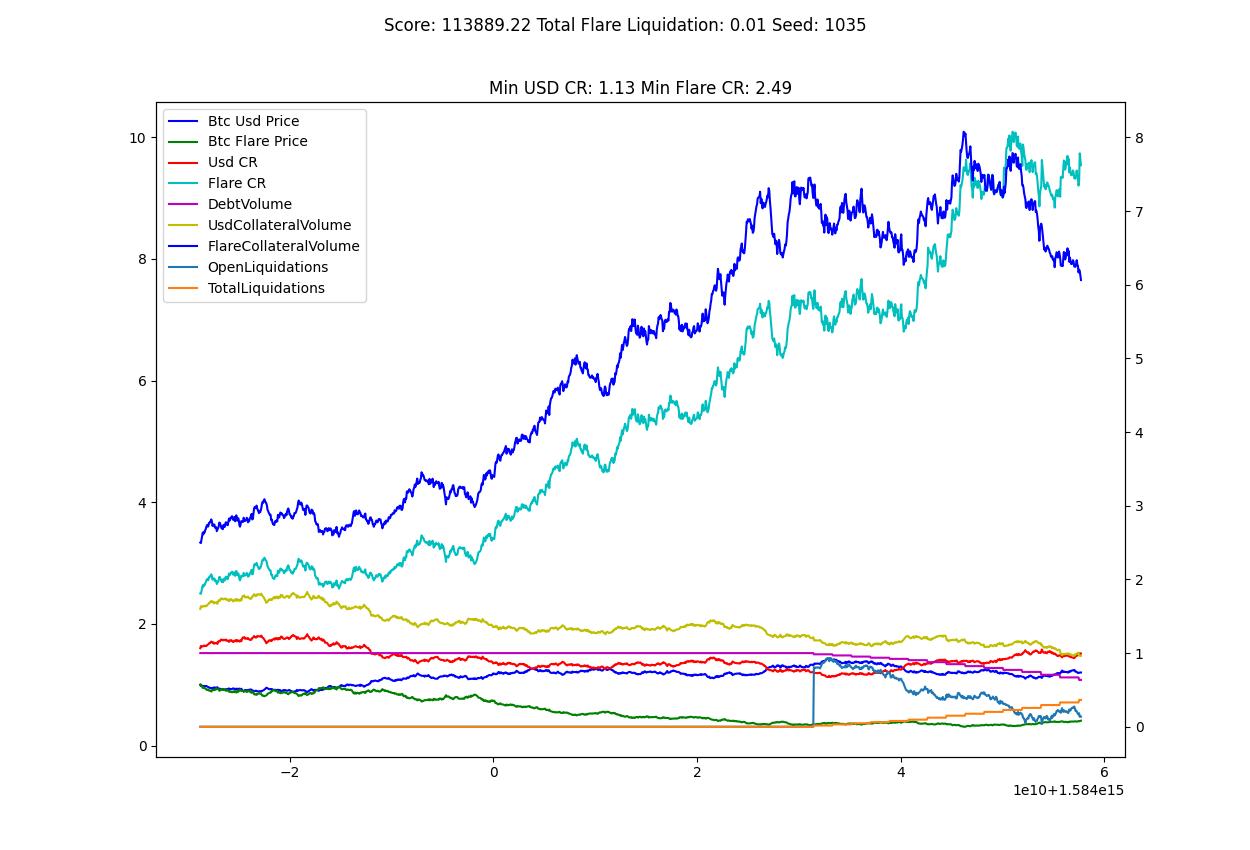 Score: 113889.22 Total Flare Liquidation: 0.01 Seed: 1035
Min USD CR: 1.13 Min Flare CR: 2.49
Btc Usd Price
Btc Flare Price
Usd CR
Flare CR
DebtVolume
UsdCollateralVolume
FlareCollateralVolume
OpenLiquidations
TotalLiquidations
10
8
6
4
2
0
8
7
6
5
4
3
2
1
0
−2
0
2
4
6
1e10+1.584e15